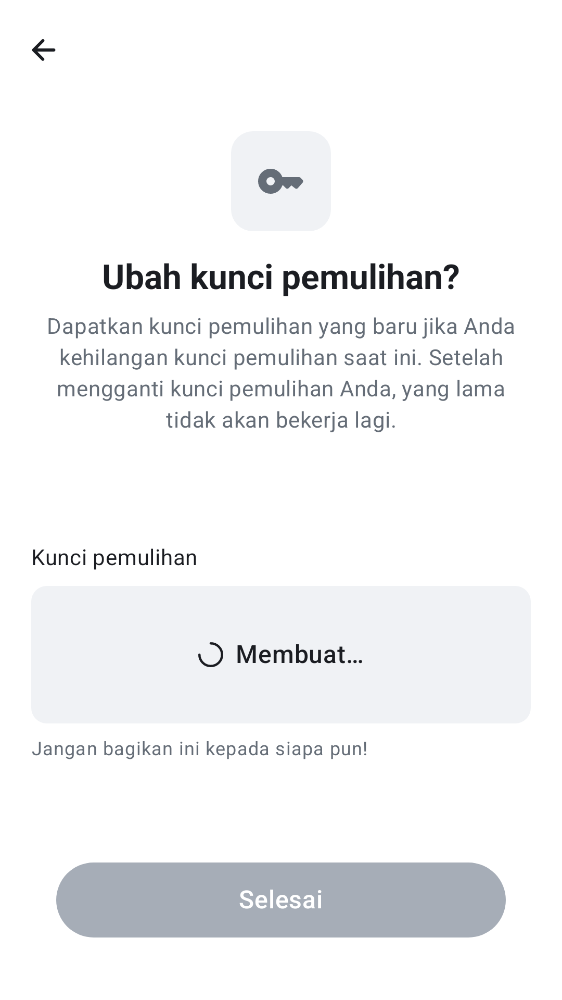 Ubah kunci pemulihan?
Dapatkan kunci pemulihan yang baru jika Anda
kehilangan kunci pemulihan saat ini. Setelah
mengganti kunci pemulihan Anda, yang lama
tidak akan bekerja lagi.
Kunci pemulihan
Membuat…
Jangan bagikan ini kepada siapa pun!
Selesai